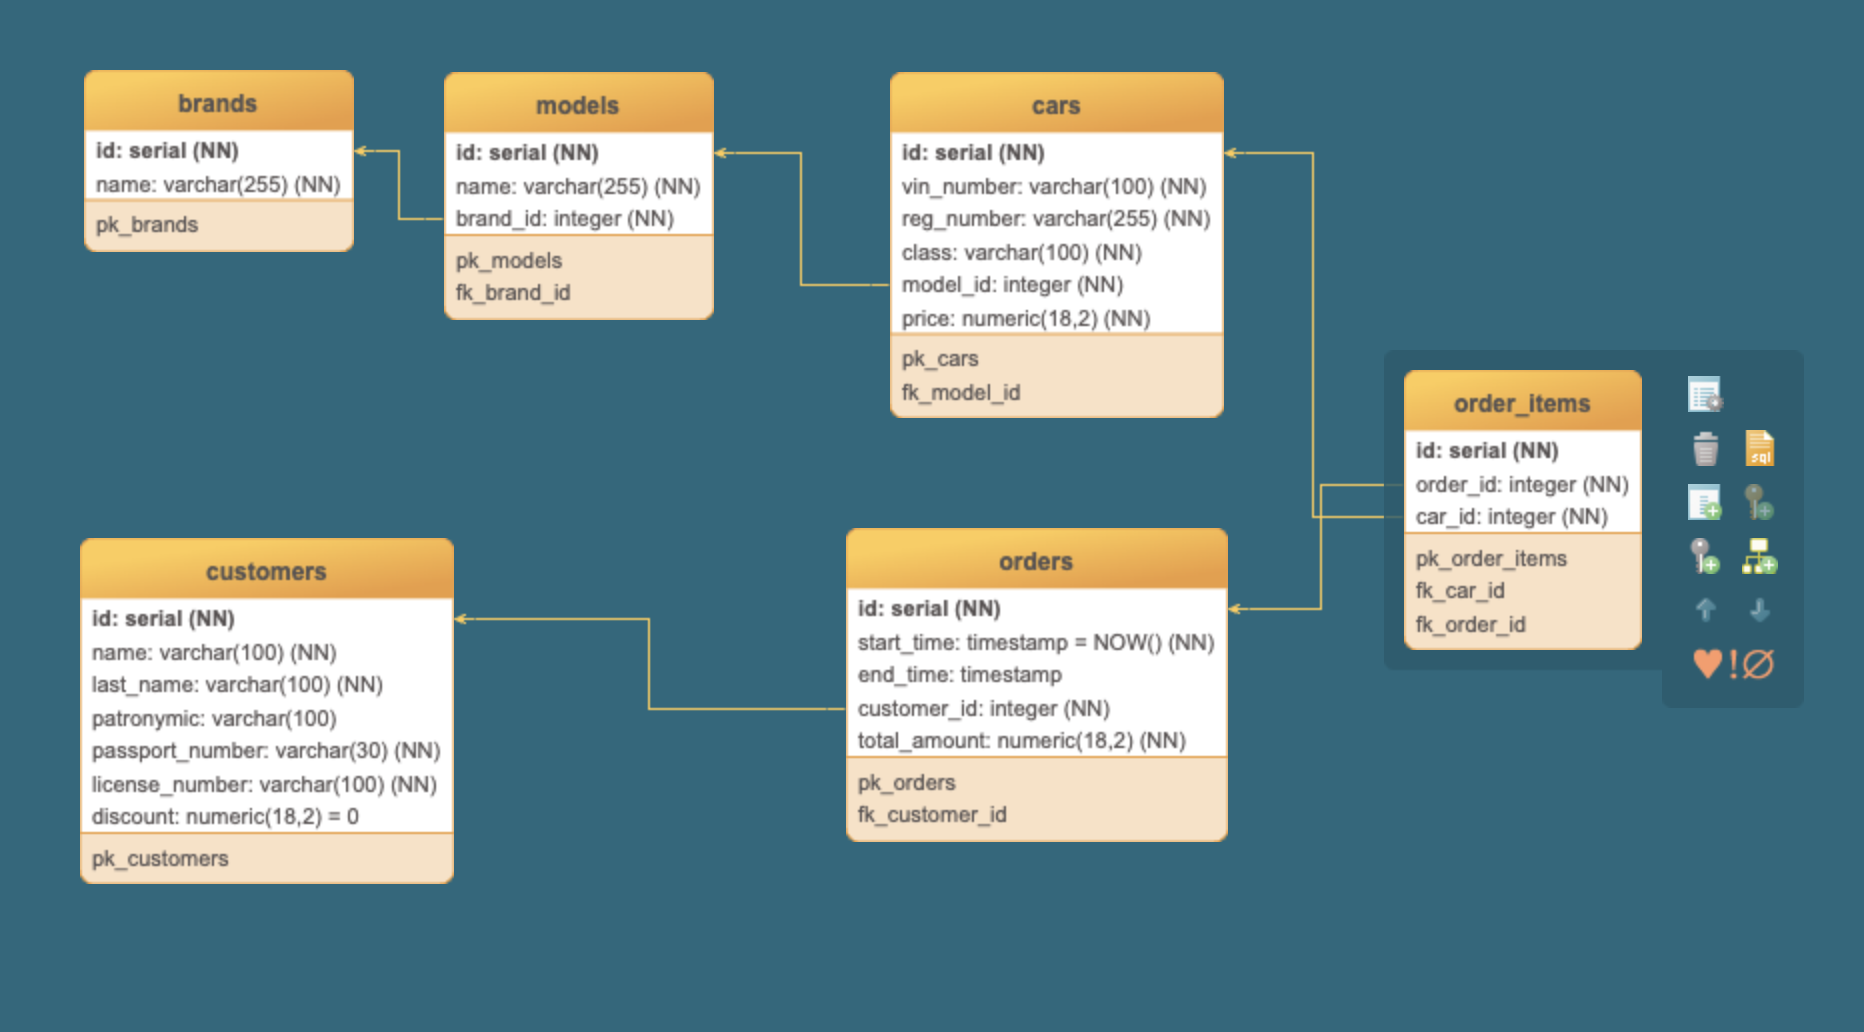 brands
id: serial (NN)
name: varchar(255) (NN)
pk_brands
models
id: serial (NN)
name: varchar(255) (NN)
brand_id: integer (NN)
pk_models
fk_brand_id
cars
id: serial (NN)
vin_number: varchar(100) (NN)
reg_number: varchar(255) (NN)
class: varchar(100) (NN)
model_id: integer (NN)
price: numeric(18,2) (NN)
pk_cars
fk_model_id
order_items
id: serial (NN)
order_id: integer (NN)
car_id: integer (NN)
pk_order_items
fk_car_id
fk_order_id
sql
customers
id: serial (NN)
name: varchar(100) (NN)
last_name: varchar(100) (NN)
patronymic: varchar(100)
passport_number: varchar(30) (NN)
license_number: varchar(100) (NN)
discount: numeric(18,2) = 0
pk_customers
orders
id: serial (NN)
start_time: timestamp = NOW() (NN)
end_time: timestamp
customer_id: integer (NN)
total_amount: numeric(18,2) (NN)
pk_orders
fk_customer_id